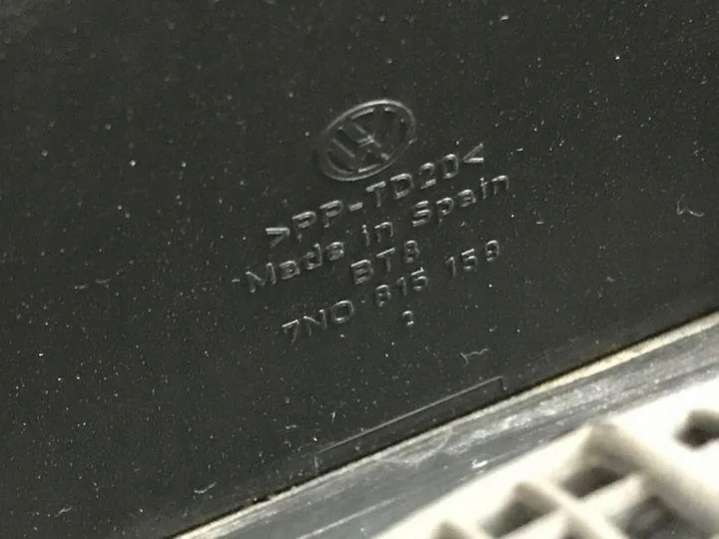 >PP-TD20<
Made in Spain
BT8
7N0 815 159